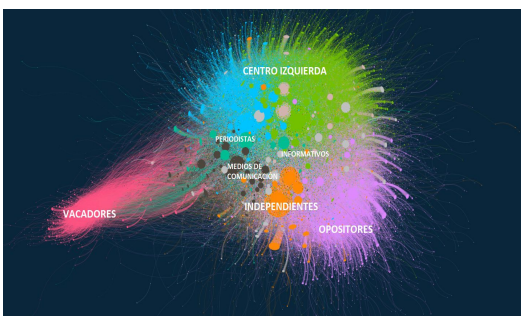 CENTRO IZQUIERDA
PERIODISTAS
INFORMATIVOS
MEDIOS DE
COMUNICACIÓN
INDEPENDIENTES
VACADORES
OPOSITORES